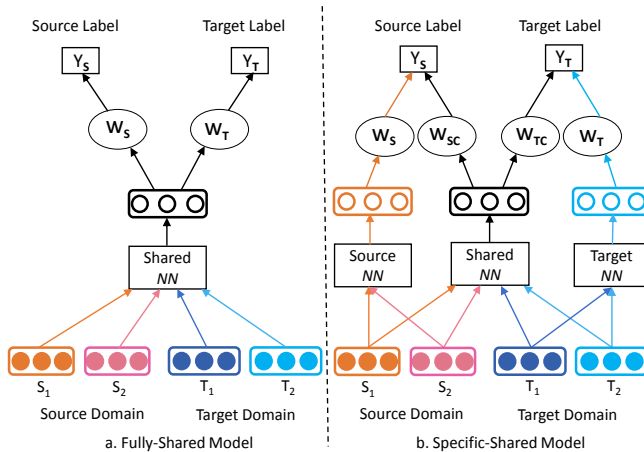 Source Label
Target Label
Y_S
Y_T
W_S
W_T
Shared
NN
S_1
S_2
T_1
T_2
Source Domain
Target Domain
a. Fully-Shared Model
Source Label
Target Label
Y_S
Y_T
W_S
W_SC
W_TC
W_T
Source
NN
Shared
NN
Target
NN
S_1
S_2
T_1
T_2
Source Domain
Target Domain
b. Specific-Shared Model